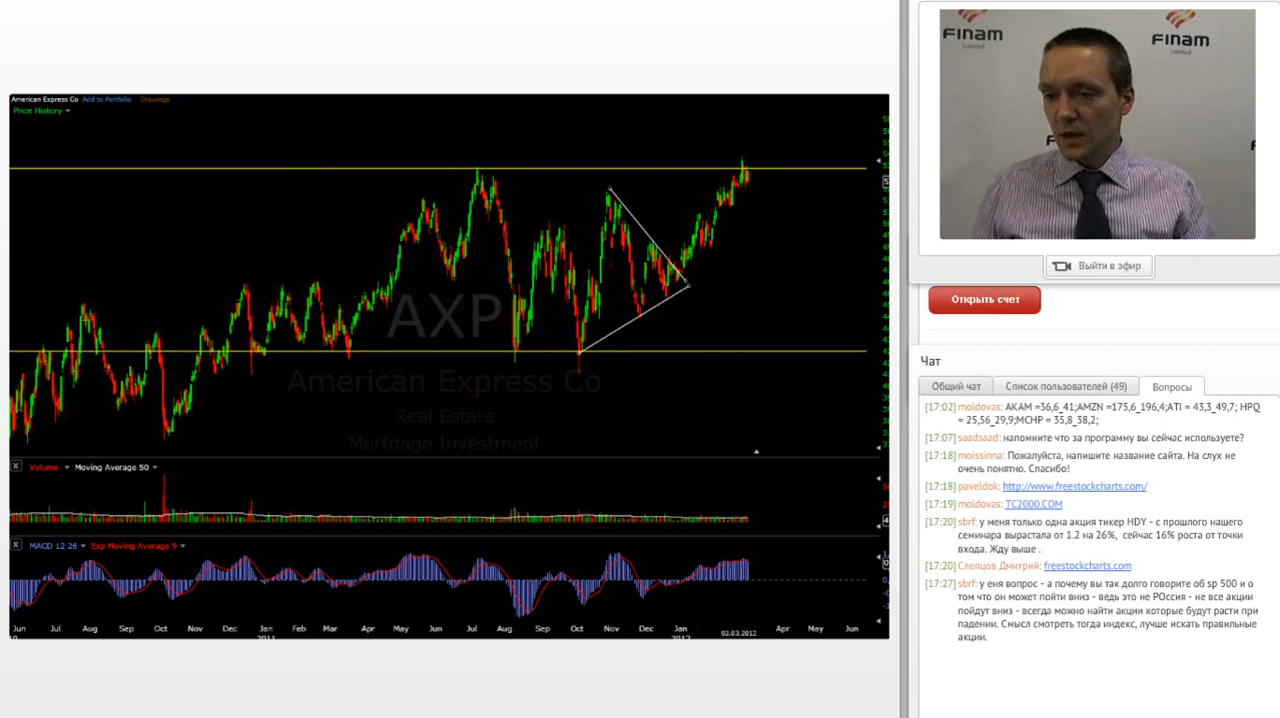 American Express Co Add to Portfolio Drawings
Price History
AXP
American Express Co
Real Estate
Mortgage Investment
Volume Moving Average 50
MACD 12 26 Exp Moving Average 9
Jun Jul Aug Sep Oct Nov Dec Jan Feb Mar Apr May Jun Jul Aug Sep Oct Nov Dec Jan 02.03.2012 Apr May Jun
2011 2012
FINAM
Limited
FINAM
Limited
Выйти в эфир
Открыть счет
Чат
Общий чат Список пользователей (49) Вопросы
[17:02] moldovas: AKAM =36,6_41;AMZN =175,6_196,4;ATI = 43,3_49,7; HPQ
= 25,56_29,9;MCHP = 35,8_38,2;
[17:07] saadsaad: напомните что за программу вы сейчас используете?
[17:18] moissinna: Пожалуйста, напишите название сайта. На слух не
очень понятно. Спасибо!
[17:18] paveldok: http://www.freestockcharts.com/
[17:19] moldovas: TC2000.COM
[17:20] sbrf: у меня только одна акция тикер HDY - с прошлого нашего
семинара вырастала от 1.2 на 26%, сейчас 16% роста от точки
входа. Жду выше .
[17:20] Слепцов Дмитрий: freestockcharts.com
[17:27] sbrf: у еня вопрос - а почему вы так долго говорите об sp 500 и о
том что он может пойти вниз - ведь это не РОссия - не все акции
пойдут вниз - всегда можно найти акции которые будут расти при
падении. Смысл смотреть тогда индекс, лучше искать правильные
акции.